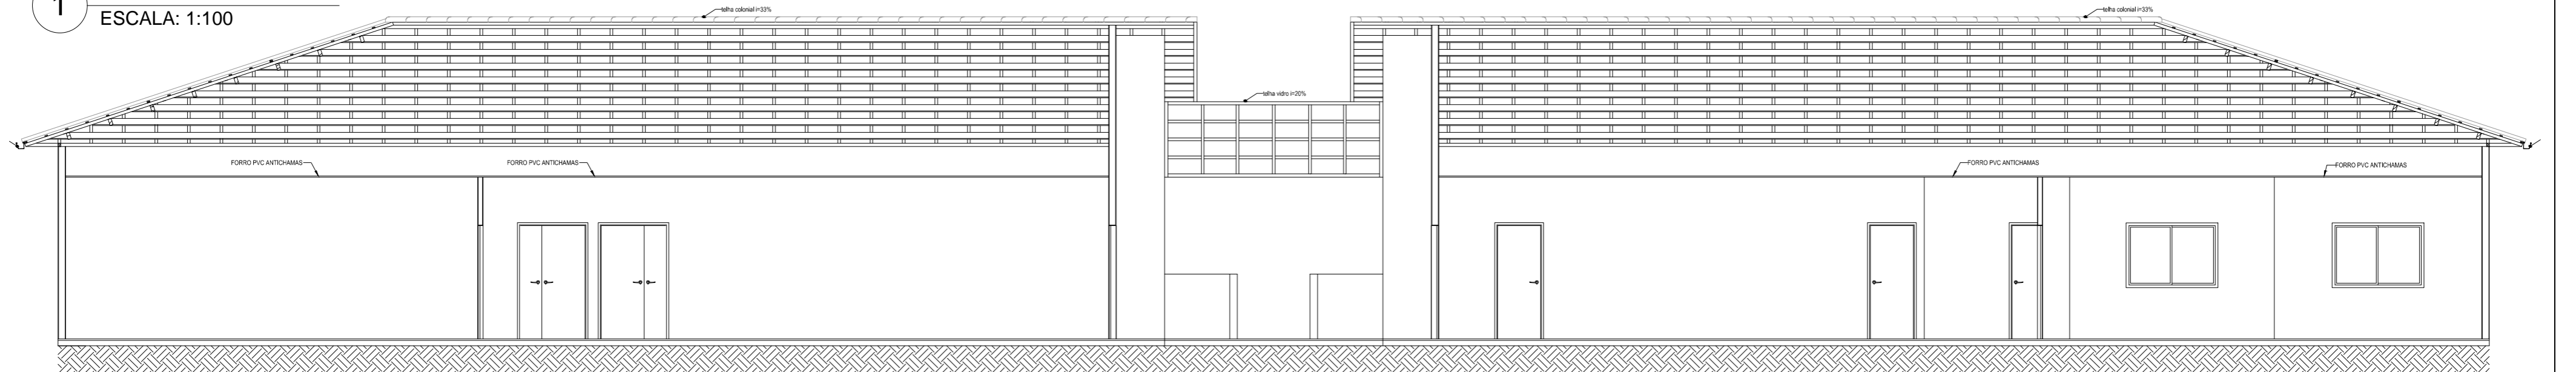 1
ESCALA: 1:100
telha colonial i=33%
telha colonial i=33%
telha vidro i=20%
FORRO PVC ANTICHAMAS
FORRO PVC ANTICHAMAS
FORRO PVC ANTICHAMAS
FORRO PVC ANTICHAMAS